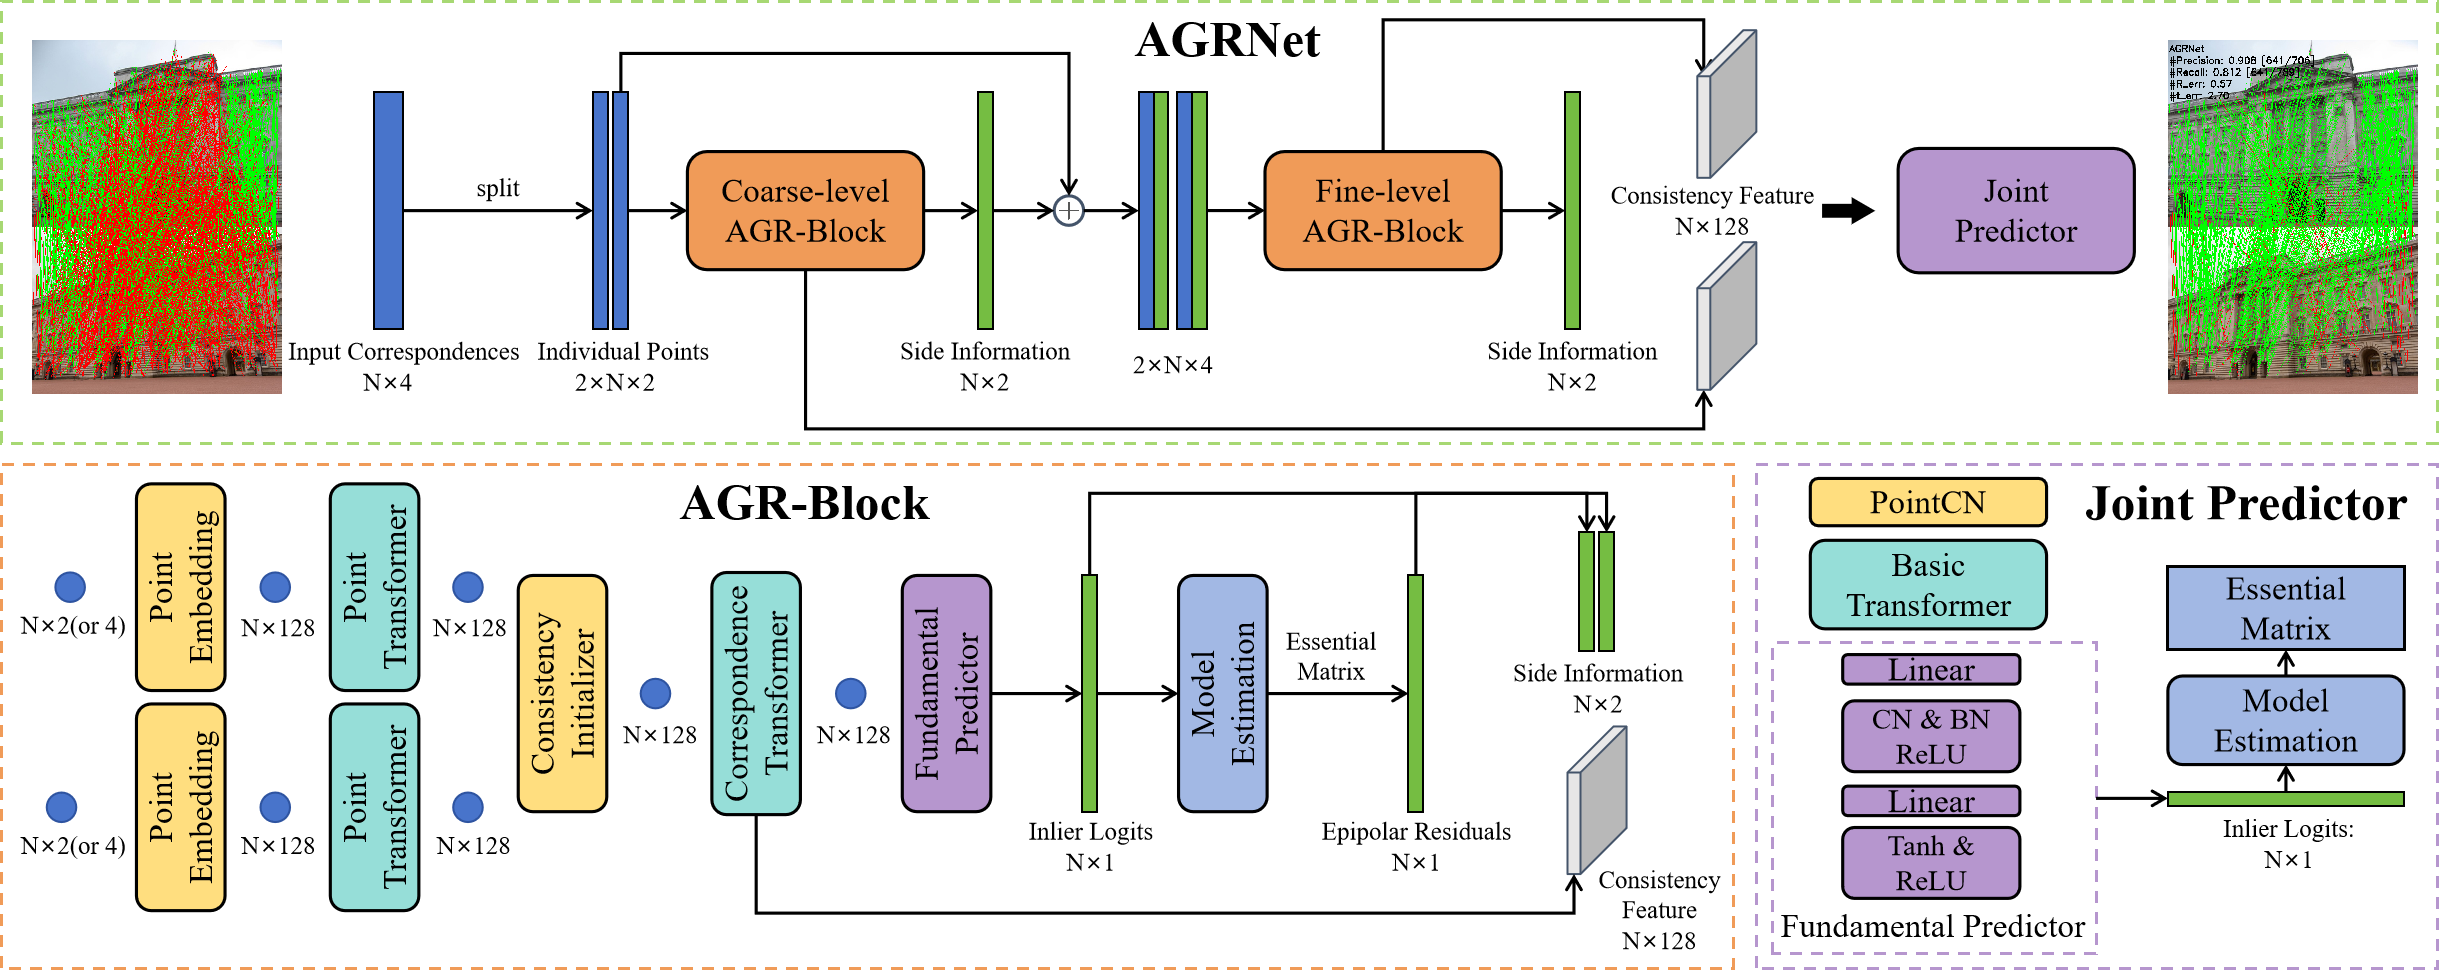 AGRNet
AGRNet
#Precision: 0.908 [641/706]
#Recall: 0.812 [641/789]
#R_err: 0.57
#t_err: 2.70
split
Coarse-level
AGR-Block
Fine-level
AGR-Block
Joint
Predictor
Consistency Feature
N×128
Input Correspondences
N×4
Individual Points
2×N×2
Side Information
N×2
2×N×4
Side Information
N×2
AGR-Block
Point
Embedding
Point
Transformer
N×2(or 4)
N×128
N×128
Point
Embedding
Point
Transformer
N×2(or 4)
N×128
N×128
Consistency
Initializer
N×128
Correspondence
Transformer
N×128
Fundamental
Predictor
Inlier Logits
N×1
Model
Estimation
Essential
Matrix
Epipolar Residuals
N×1
Side Information
N×2
Consistency
Feature
N×128
Joint Predictor
PointCN
Basic
Transformer
Linear
CN & BN
ReLU
Linear
Tanh &
ReLU
Fundamental Predictor
Essential
Matrix
Model
Estimation
Inlier Logits:
N×1